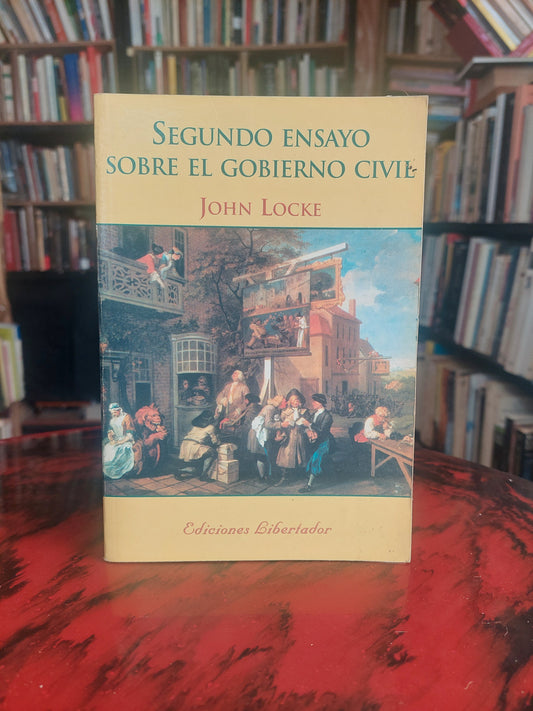 SEGUNDO ENSAYO
SOBRE EL GOBIERNO CIVIL
JOHN LOCKE
Ediciones Libertador